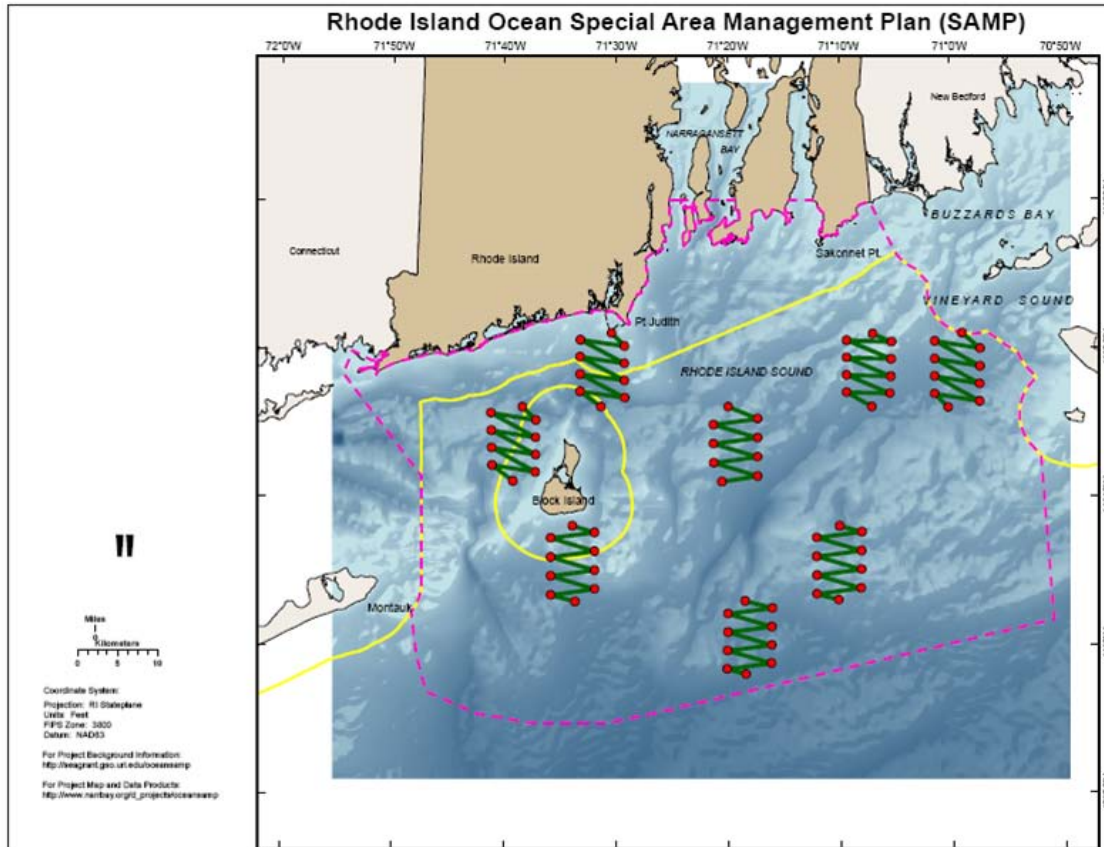 Rhode Island Ocean Special Area Management Plan (SAMP)
72°0'W 71°50'W 71°40'W 71°30'W 71°20'W 71°10'W 71°0'W 70°50'W
New Bedford
NARRAGANSETT
BAY
BUZZARDS BAY
Connecticut
Rhode Island
Sakonnet Pt.
VINEYARD SOUND
Pt Judith
RHODE ISLAND SOUND
Block Island
Montauk
Miles
0
Kilometers
0 5 10
Coordinate System:
Projection: RI Stateplane
Units: Feet
FIPS Zone: 3800
Datum: NAD83
For Project Background Information:
http://seagrant.gso.uri.edu/oceansamp
For Project Map and Data Products:
http://www.narrbay.org/d_projects/oceansamp